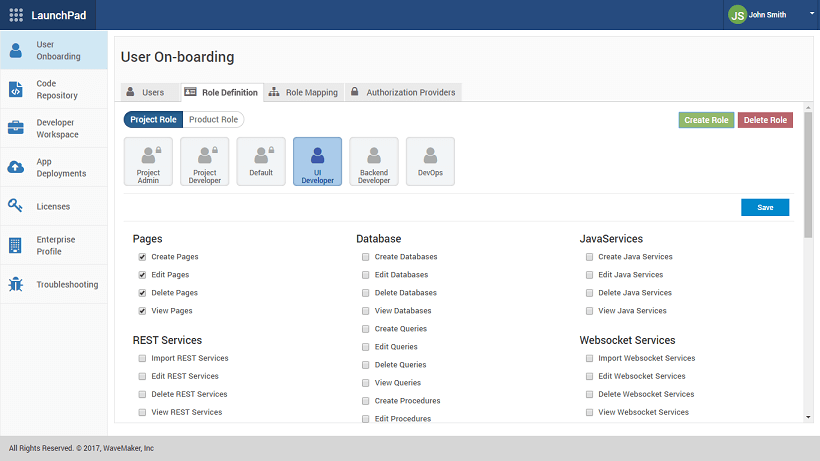 LaunchPad
JS John Smith
User
Onboarding
Code
Repository
Developer
Workspace
App
Deployments
Licenses
Enterprise
Profile
Troubleshooting
User On-boarding
Users Role Definition Role Mapping Authorization Providers
Project Role Product Role
Create Role Delete Role
Project
Admin
Project
Developer
Default
UI
Developer
Backend
Developer
DevOps
Save
Pages
Create Pages
Edit Pages
Delete Pages
View Pages
REST Services
Import REST Services
Edit REST Services
Delete REST Services
View REST Services
Database
Create Databases
Edit Databases
Delete Databases
View Databases
Create Queries
Edit Queries
Delete Queries
View Queries
Create Procedures
Edit Procedures
JavaServices
Create Java Services
Edit Java Services
Delete Java Services
View Java Services
Websocket Services
Import Websocket Services
Edit Websocket Services
Delete Websocket Services
View Websocket Services
All Rights Reserved. © 2017, WaveMaker, Inc